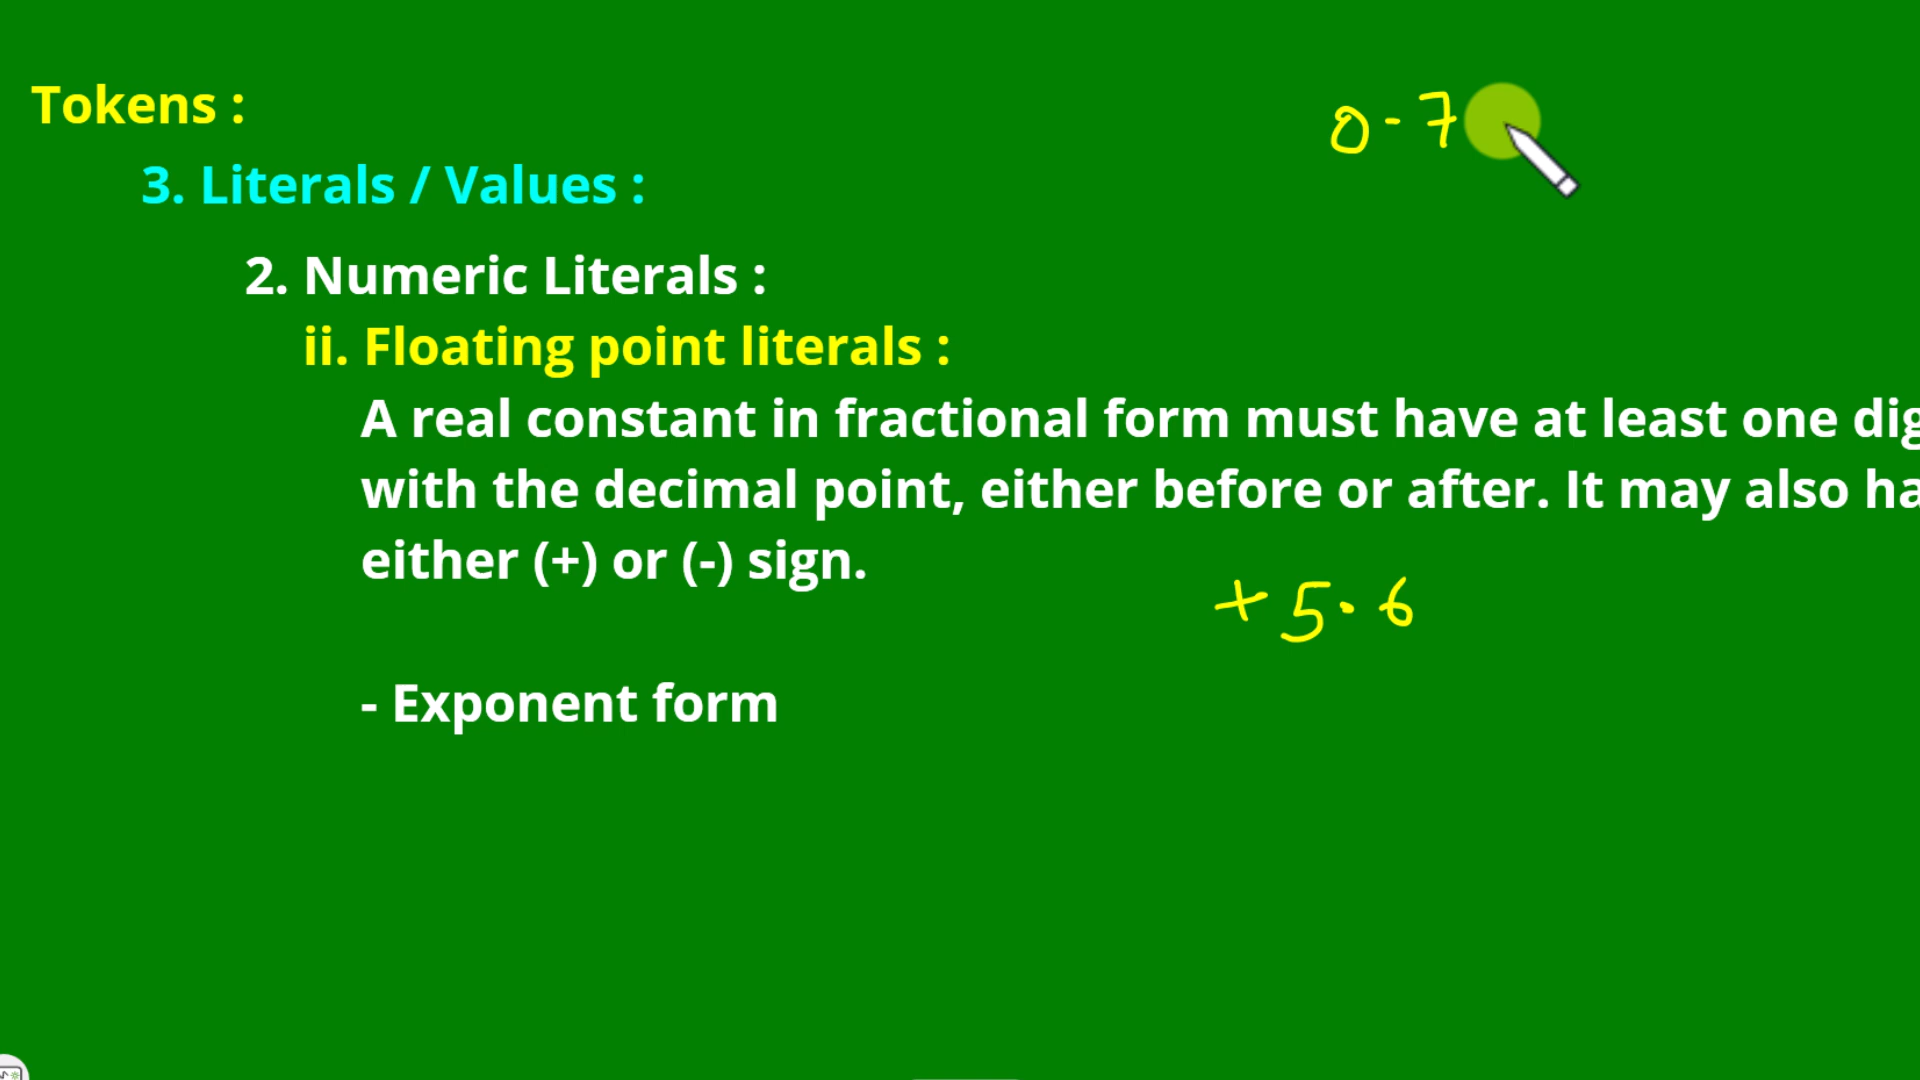 Tokens :
0.7
3. Literals / Values :
2. Numeric Literals :
ii. Floating point literals :
A real constant in fractional form must have at least one dig
with the decimal point, either before or after. It may also ha
either (+) or (-) sign.
+5.6
- Exponent form